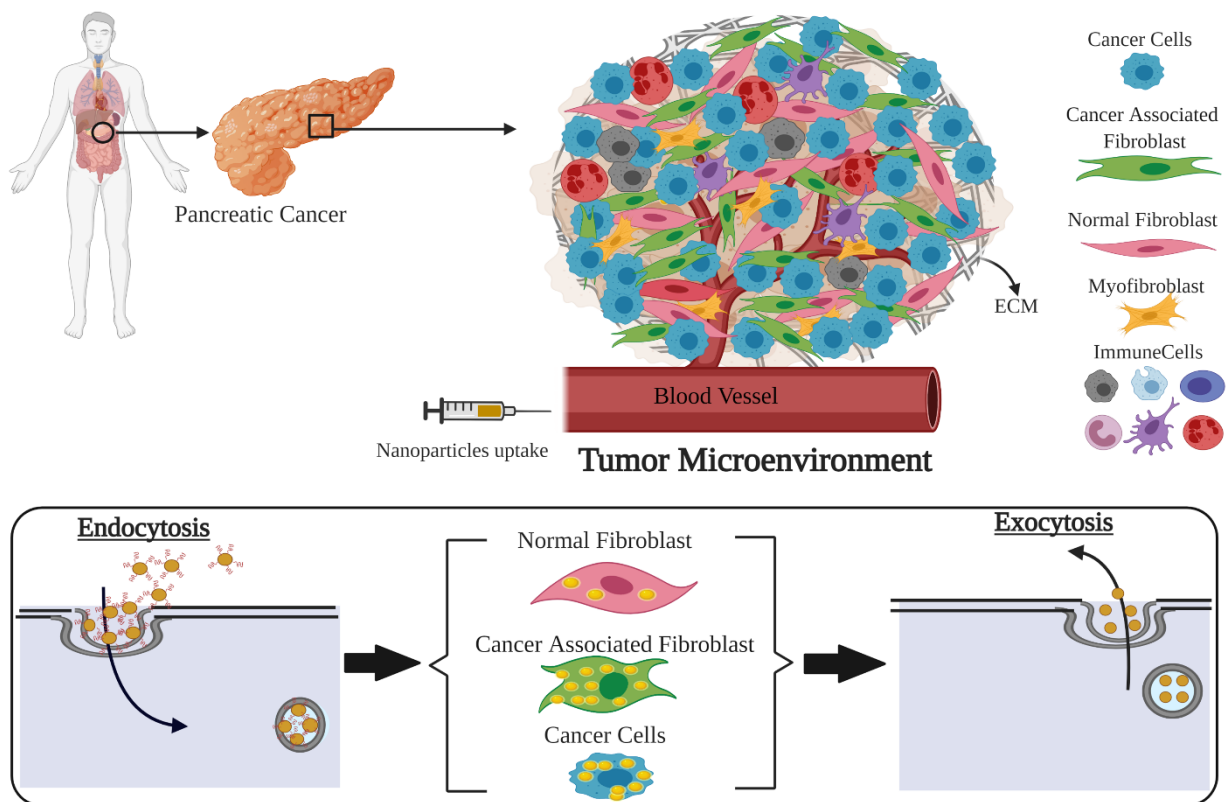 Pancreatic Cancer
Cancer Cells
Cancer Associated
Fibroblast
Normal Fibroblast
Myofibroblast
ImmuneCells
ECM
Blood Vessel
Nanoparticles uptake
Tumor Microenvironment
Endocytosis
Normal Fibroblast
Cancer Associated Fibroblast
Cancer Cells
Exocytosis